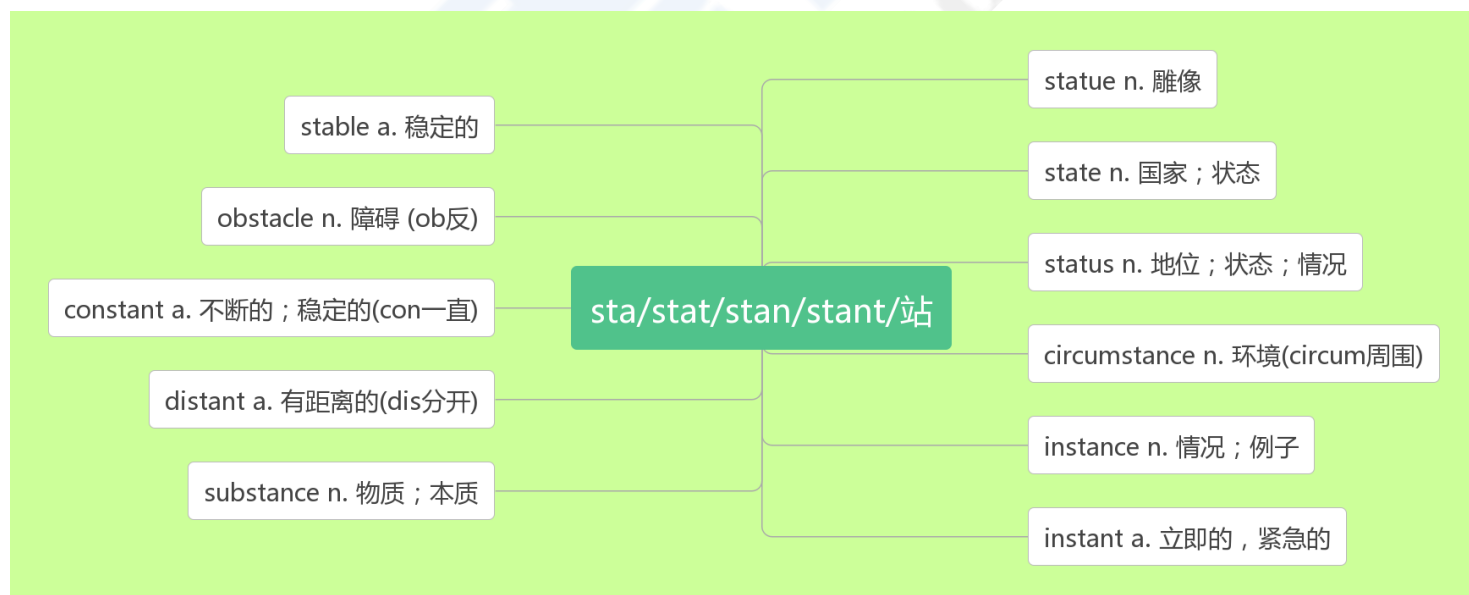 sta/stat/stan/stant/站
statue n. 雕像
state n. 国家；状态
status n. 地位；状态；情况
circumstance n. 环境(circum周围)
instance n. 情况；例子
instant a. 立即的，紧急的
stable a. 稳定的
obstacle n. 障碍 (ob反)
constant a. 不断的；稳定的(con一直)
distant a. 有距离的(dis分开)
substance n. 物质；本质